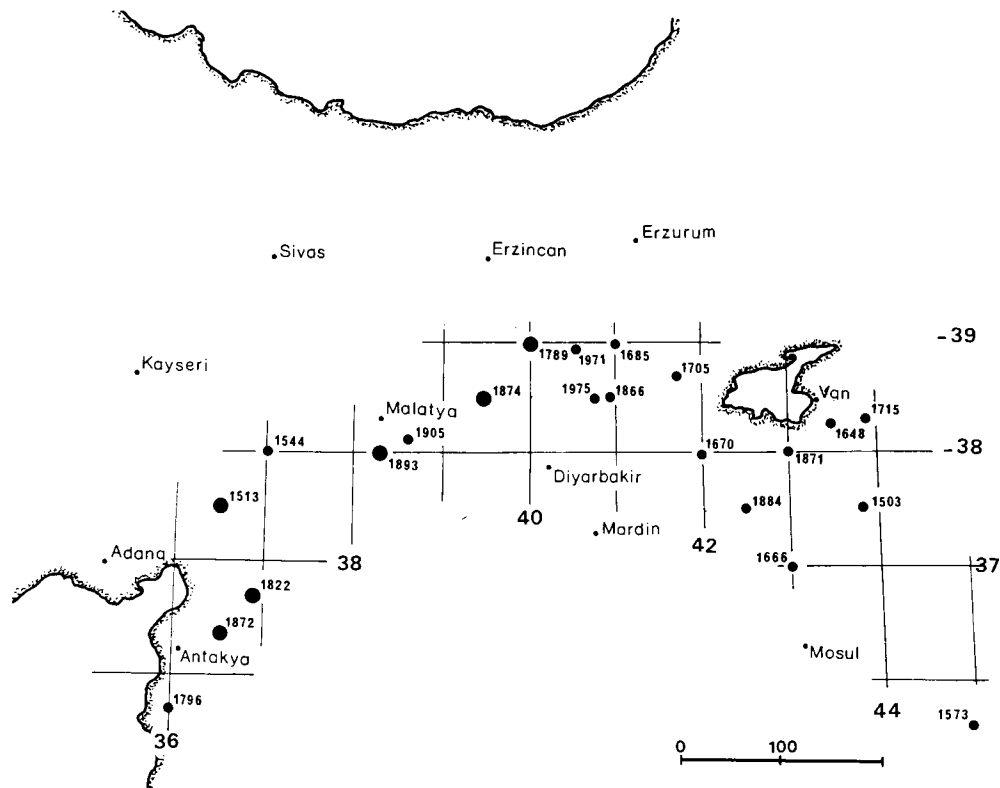 Erzurum
Sivas
Erzincan
-39
1789
1971
1685
Kayseri
1705
1874
1975
1866
Van
Malatya
1715
1905
1648
1544
1893
1670
1871
-38
Diyarbakir
1513
1884
1503
40
Mardin
42
Adana
38
1666
37
1822
1872
Antakya
Mosul
1796
44
1573
36
0
100